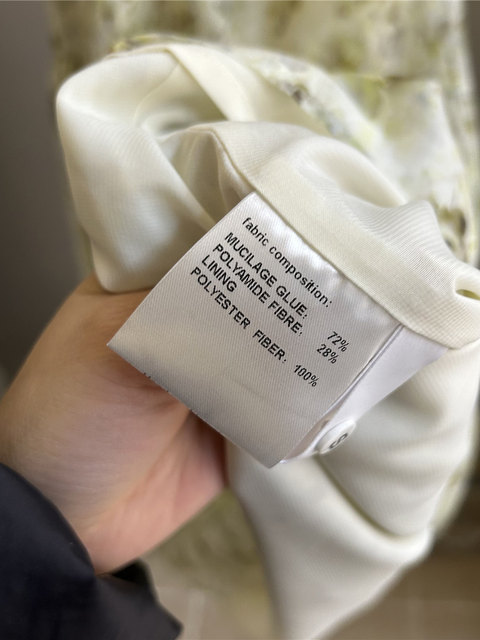 fabric composition:
MUCILAGE GLUE: 72%
POLYAMIDE FIBRE. 28%
LINING
POLYESTER FIBER. 100%
S